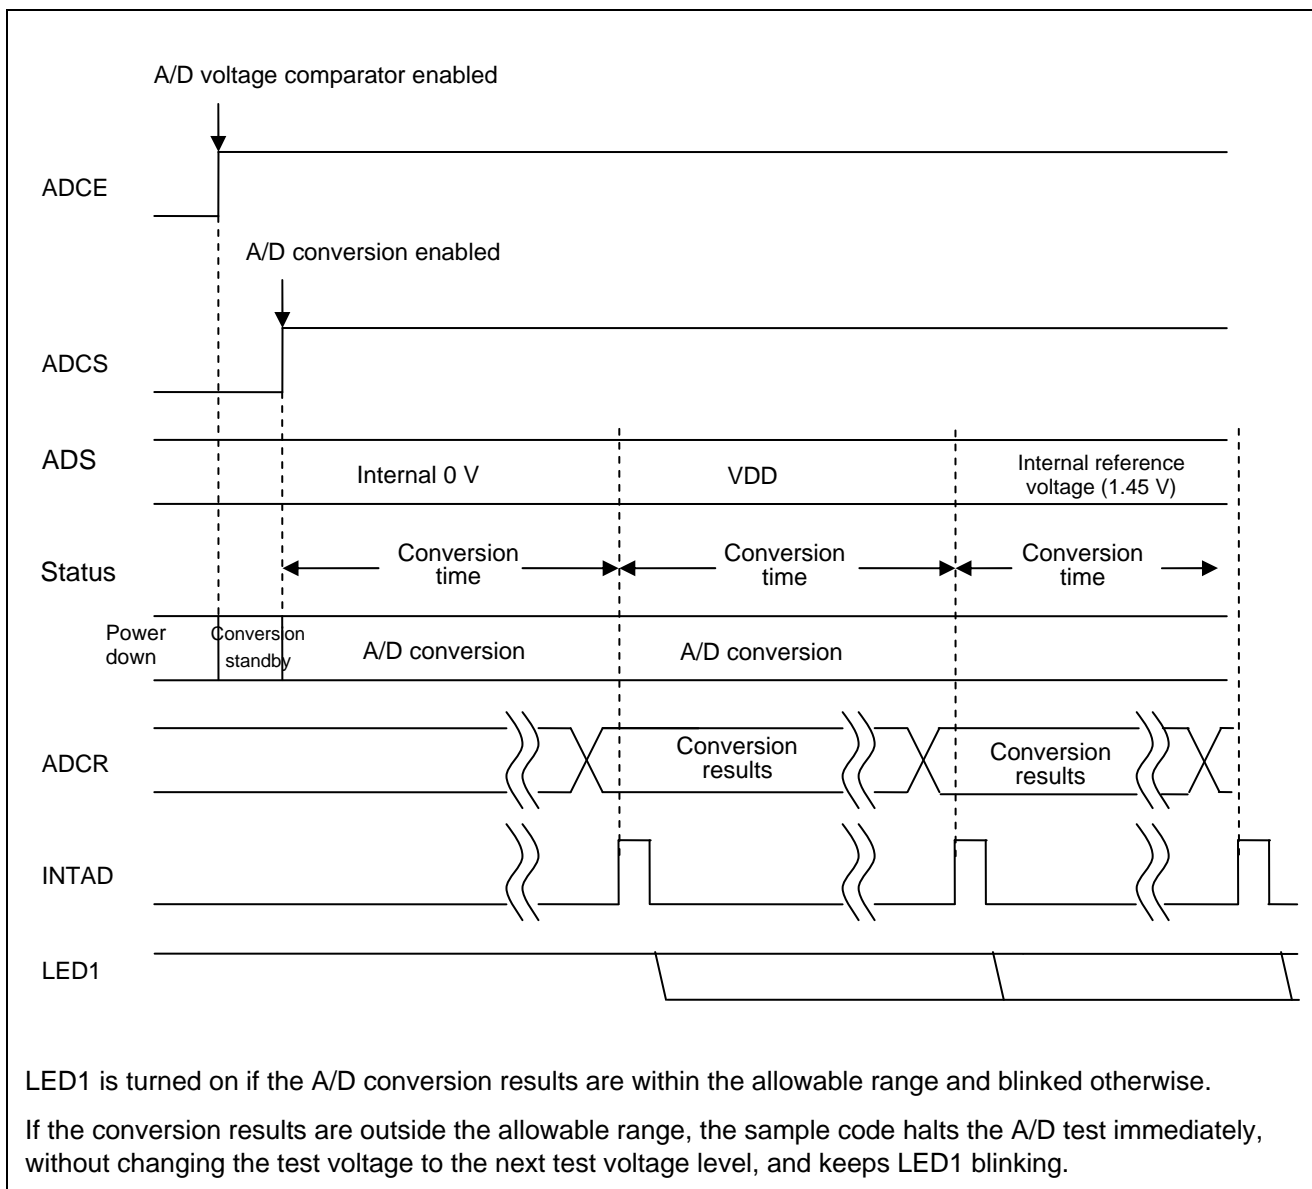 A/D voltage comparator enabled
ADCE
A/D conversion enabled
ADCS
ADS
Internal 0 V
VDD
Internal reference
voltage (1.45 V)
Status
Conversion
time
Conversion
time
Conversion
time
Power
down
Conversion
standby
A/D conversion
A/D conversion
ADCR
Conversion
results
Conversion
results
INTAD
LED1
LED1 is turned on if the A/D conversion results are within the allowable range and blinked otherwise.
If the conversion results are outside the allowable range, the sample code halts the A/D test immediately,
without changing the test voltage to the next test voltage level, and keeps LED1 blinking.